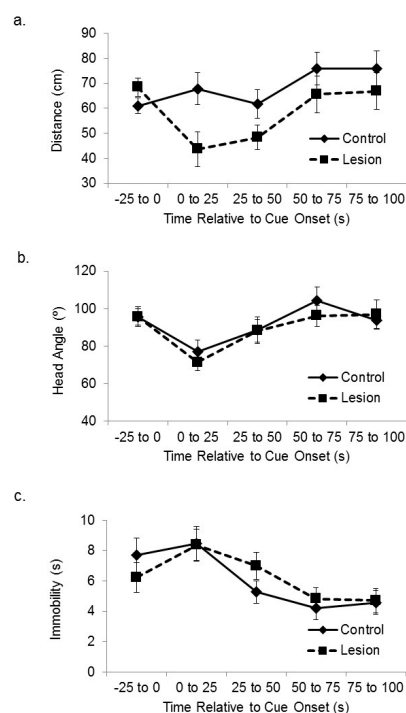 a.
90
80
70
60
50
40
30
Distance (cm)
Control
Lesion
-25 to 0 0 to 25 25 to 50 50 to 75 75 to 100
Time Relative to Cue Onset (s)
b.
120
100
80
60
40
Head Angle (º)
Control
Lesion
-25 to 0 0 to 25 25 to 50 50 to 75 75 to 100
Time Relative to Cue Onset (s)
c.
10
8
6
4
2
0
Immobility (s)
Control
Lesion
-25 to 0 0 to 25 25 to 50 50 to 75 75 to 100
Time Relative to Cue Onset (s)